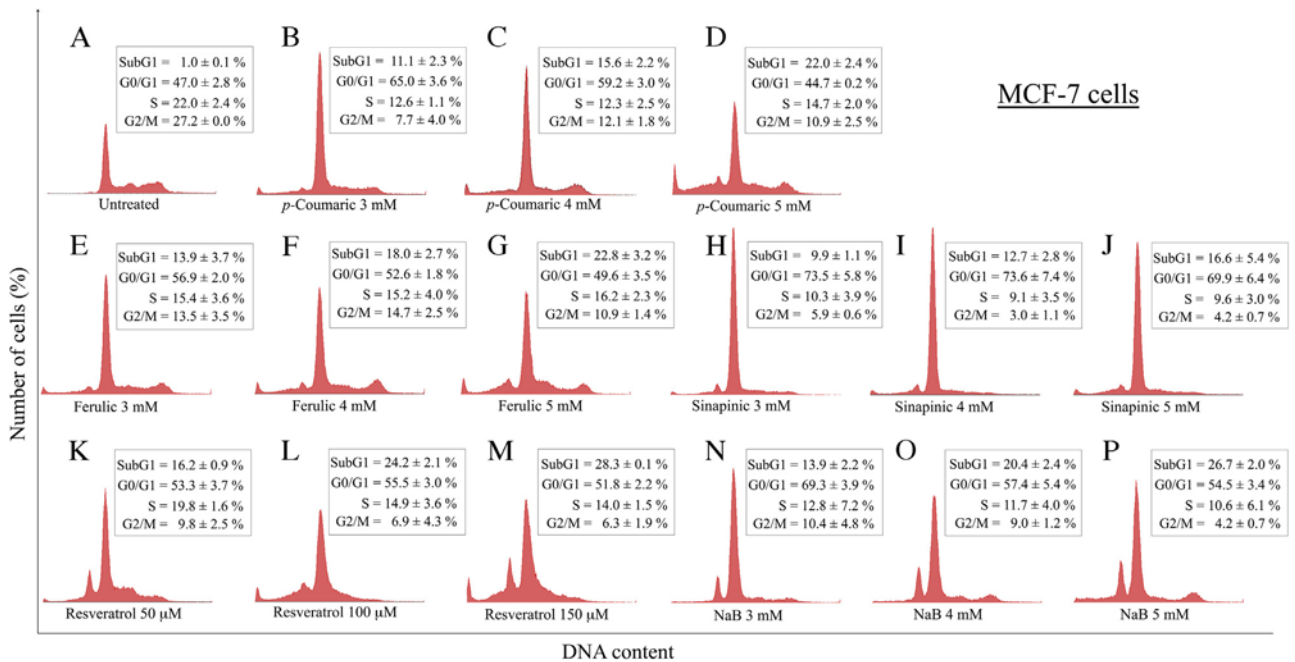 A
SubG1 = 1.0 ± 0.1 %
G0/G1 = 47.0 ± 2.8 %
S = 22.0 ± 2.4 %
G2/M = 27.2 ± 0.0 %
Untreated
B
SubG1 = 11.1 ± 2.3 %
G0/G1 = 65.0 ± 3.6 %
S = 12.6 ± 1.1 %
G2/M = 7.7 ± 4.0 %
p-Coumaric 3 mM
C
SubG1 = 15.6 ± 2.2 %
G0/G1 = 59.2 ± 3.0 %
S = 12.3 ± 2.5 %
G2/M = 12.1 ± 1.8 %
p-Coumaric 4 mM
D
SubG1 = 22.0 ± 2.4 %
G0/G1 = 44.7 ± 0.2 %
S = 14.7 ± 2.0 %
G2/M = 10.9 ± 2.5 %
p-Coumaric 5 mM
MCF-7 cells
E
SubG1 = 13.9 ± 3.7 %
G0/G1 = 56.9 ± 2.0 %
S = 15.4 ± 3.6 %
G2/M = 13.5 ± 3.5 %
Ferulic 3 mM
F
SubG1 = 18.0 ± 2.7 %
G0/G1 = 52.6 ± 1.8 %
S = 15.2 ± 4.0 %
G2/M = 14.7 ± 2.5 %
Ferulic 4 mM
G
SubG1 = 22.8 ± 3.2 %
G0/G1 = 49.6 ± 3.5 %
S = 16.2 ± 2.3 %
G2/M = 10.9 ± 1.4 %
Ferulic 5 mM
H
SubG1 = 9.9 ± 1.1 %
G0/G1 = 73.5 ± 5.8 %
S = 10.3 ± 3.9 %
G2/M = 5.9 ± 0.6 %
Sinapinic 3 mM
I
SubG1 = 12.7 ± 2.8 %
G0/G1 = 73.6 ± 7.4 %
S = 9.1 ± 3.5 %
G2/M = 3.0 ± 1.1 %
Sinapinic 4 mM
J
SubG1 = 16.6 ± 5.4 %
G0/G1 = 69.9 ± 6.4 %
S = 9.6 ± 3.0 %
G2/M = 4.2 ± 0.7 %
Sinapinic 5 mM
K
SubG1 = 16.2 ± 0.9 %
G0/G1 = 53.3 ± 3.7 %
S = 19.8 ± 1.6 %
G2/M = 9.8 ± 2.5 %
Resveratrol 50 µM
L
SubG1 = 24.2 ± 2.1 %
G0/G1 = 55.5 ± 3.0 %
S = 14.9 ± 3.6 %
G2/M = 6.9 ± 4.3 %
Resveratrol 100 µM
M
SubG1 = 28.3 ± 0.1 %
G0/G1 = 51.8 ± 2.2 %
S = 14.0 ± 1.5 %
G2/M = 6.3 ± 1.9 %
Resveratrol 150 µM
N
SubG1 = 13.9 ± 2.2 %
G0/G1 = 69.3 ± 3.9 %
S = 12.8 ± 7.2 %
G2/M = 10.4 ± 4.8 %
NaB 3 mM
O
SubG1 = 20.4 ± 2.4 %
G0/G1 = 57.4 ± 5.4 %
S = 11.7 ± 4.0 %
G2/M = 9.0 ± 1.2 %
NaB 4 mM
P
SubG1 = 26.7 ± 2.0 %
G0/G1 = 54.5 ± 3.4 %
S = 10.6 ± 6.1 %
G2/M = 4.2 ± 0.7 %
NaB 5 mM
Number of cells (%)
DNA content